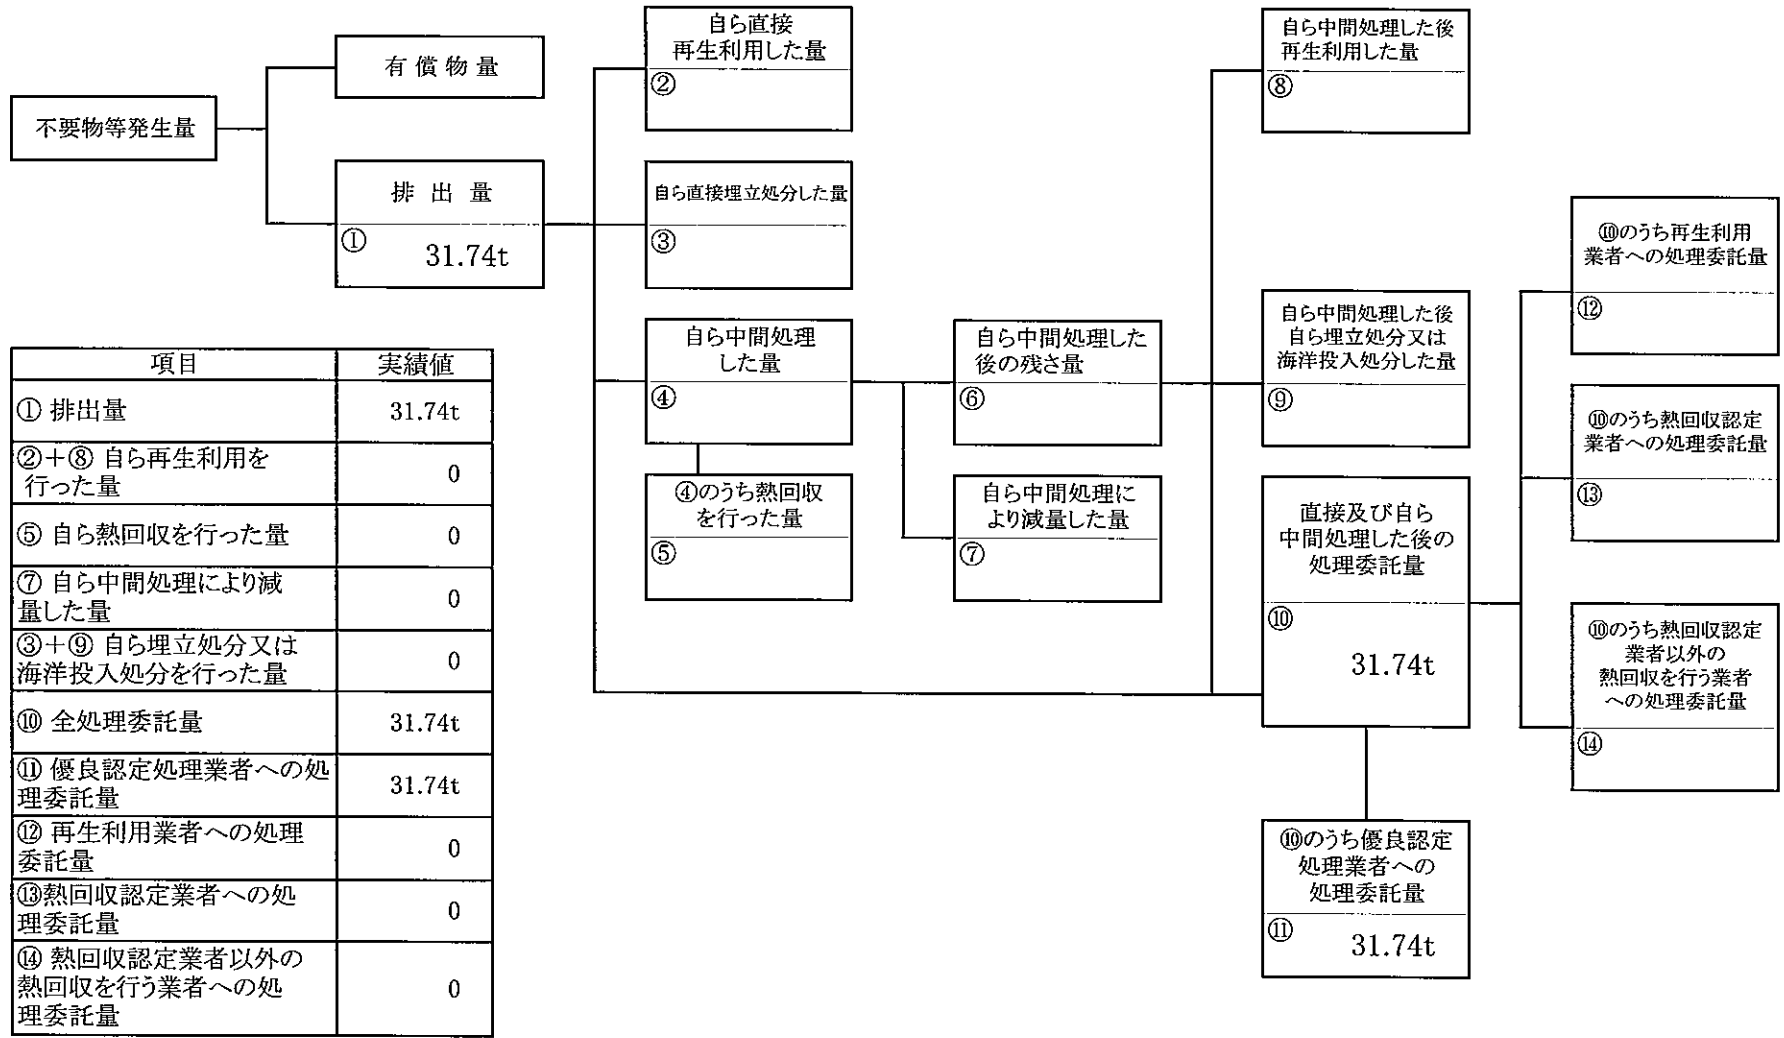 不要物等発生量
有償物量
排出量
①
31.74t
自ら直接
再生利用した量
②
自ら直接埋立処分した量
③
自ら中間処理
した量
④
④のうち熱回収
を行った量
⑤
自ら中間処理した
後の残さ量
⑥
自ら中間処理に
より減量した量
⑦
自ら中間処理した後
再生利用した量
⑧
自ら中間処理した後
自ら埋立処分又は
海洋投入処分した量
⑨
直接及び自ら
中間処理した後の
処理委託量
⑩
31.74t
⑩のうち優良認定
処理業者への
処理委託量
⑪
31.74t
⑩のうち再生利用
業者への処理委託量
⑫
⑩のうち熱回収認定
業者への処理委託量
⑬
⑩のうち熱回収認定
業者以外の
熱回収を行う業者
への処理委託量
⑭
項目 実績値
① 排出量 31.74t
②+⑧ 自ら再生利用を
行った量 0
⑤ 自ら熱回収を行った量 0
⑦ 自ら中間処理により減
量した量 0
③+⑨ 自ら埋立処分又は
海洋投入処分を行った量 0
⑩ 全処理委託量 31.74t
⑪ 優良認定処理業者への処
理委託量 31.74t
⑫ 再生利用業者への処理
委託量 0
⑬熱回収認定業者への処
理委託量 0
⑭ 熱回収認定業者以外の
熱回収を行う業者への処
理委託量 0